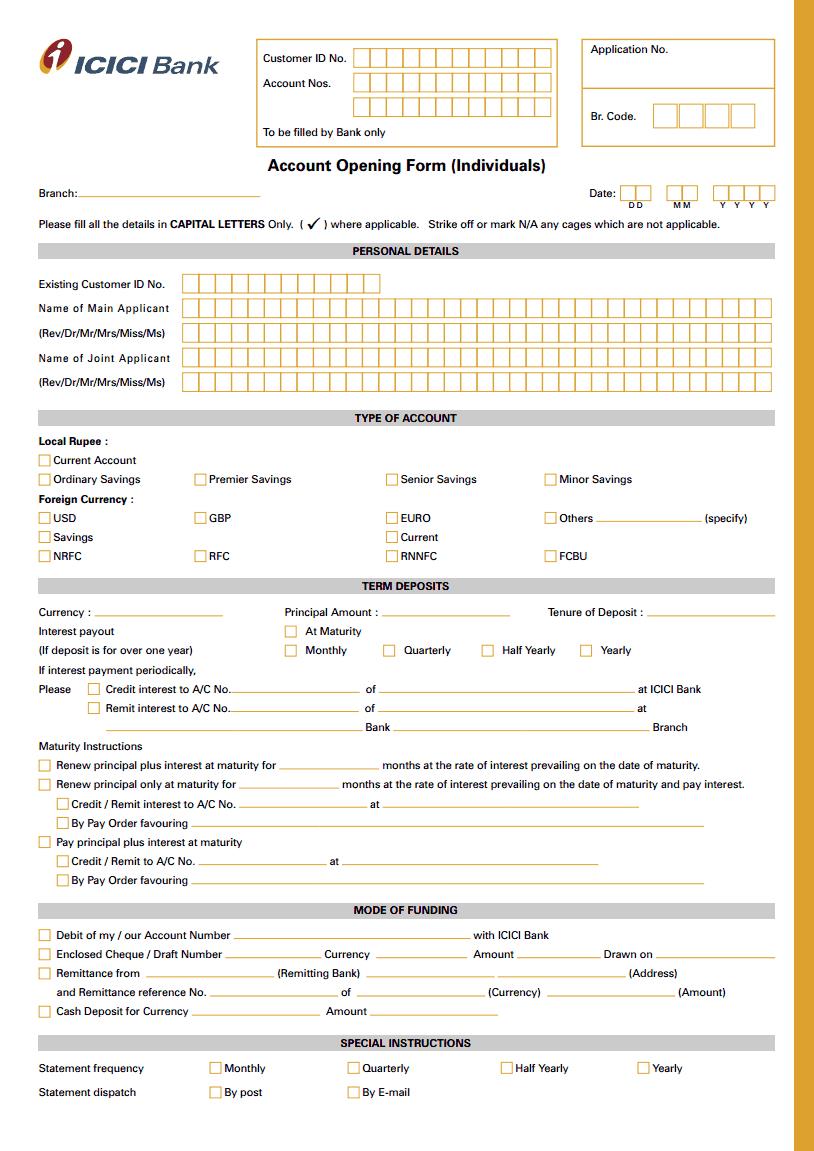 ICICI Bank
Customer ID No.
Account Nos.
To be filled by Bank only
Application No.
Br. Code.
Account Opening Form (Individuals)
Branch: Date: D D M M Y Y Y Y
Please fill all the details in CAPITAL LETTERS Only. ( ✓ ) where applicable. Strike off or mark N/A any cages which are not applicable.
PERSONAL DETAILS
Existing Customer ID No.
Name of Main Applicant
(Rev/Dr/Mr/Mrs/Miss/Ms)
Name of Joint Applicant
(Rev/Dr/Mr/Mrs/Miss/Ms)
TYPE OF ACCOUNT
Local Rupee :
Current Account
Ordinary Savings Premier Savings Senior Savings Minor Savings
Foreign Currency :
USD GBP EURO Others (specify)
Savings Current
NRFC RFC RNNFC FCBU
TERM DEPOSITS
Currency : Principal Amount : Tenure of Deposit :
Interest payout At Maturity
(If deposit is for over one year) Monthly Quarterly Half Yearly Yearly
If interest payment periodically,
Please Credit interest to A/C No. of at ICICI Bank
Remit interest to A/C No. of at
Bank Branch
Maturity Instructions
Renew principal plus interest at maturity for months at the rate of interest prevailing on the date of maturity.
Renew principal only at maturity for months at the rate of interest prevailing on the date of maturity and pay interest.
Credit / Remit interest to A/C No. at
By Pay Order favouring
Pay principal plus interest at maturity
Credit / Remit to A/C No. at
By Pay Order favouring
MODE OF FUNDING
Debit of my / our Account Number with ICICI Bank
Enclosed Cheque / Draft Number Currency Amount Drawn on
Remittance from (Remitting Bank) (Address)
and Remittance reference No. of (Currency) (Amount)
Cash Deposit for Currency Amount
SPECIAL INSTRUCTIONS
Statement frequency Monthly Quarterly Half Yearly Yearly
Statement dispatch By post By E-mail